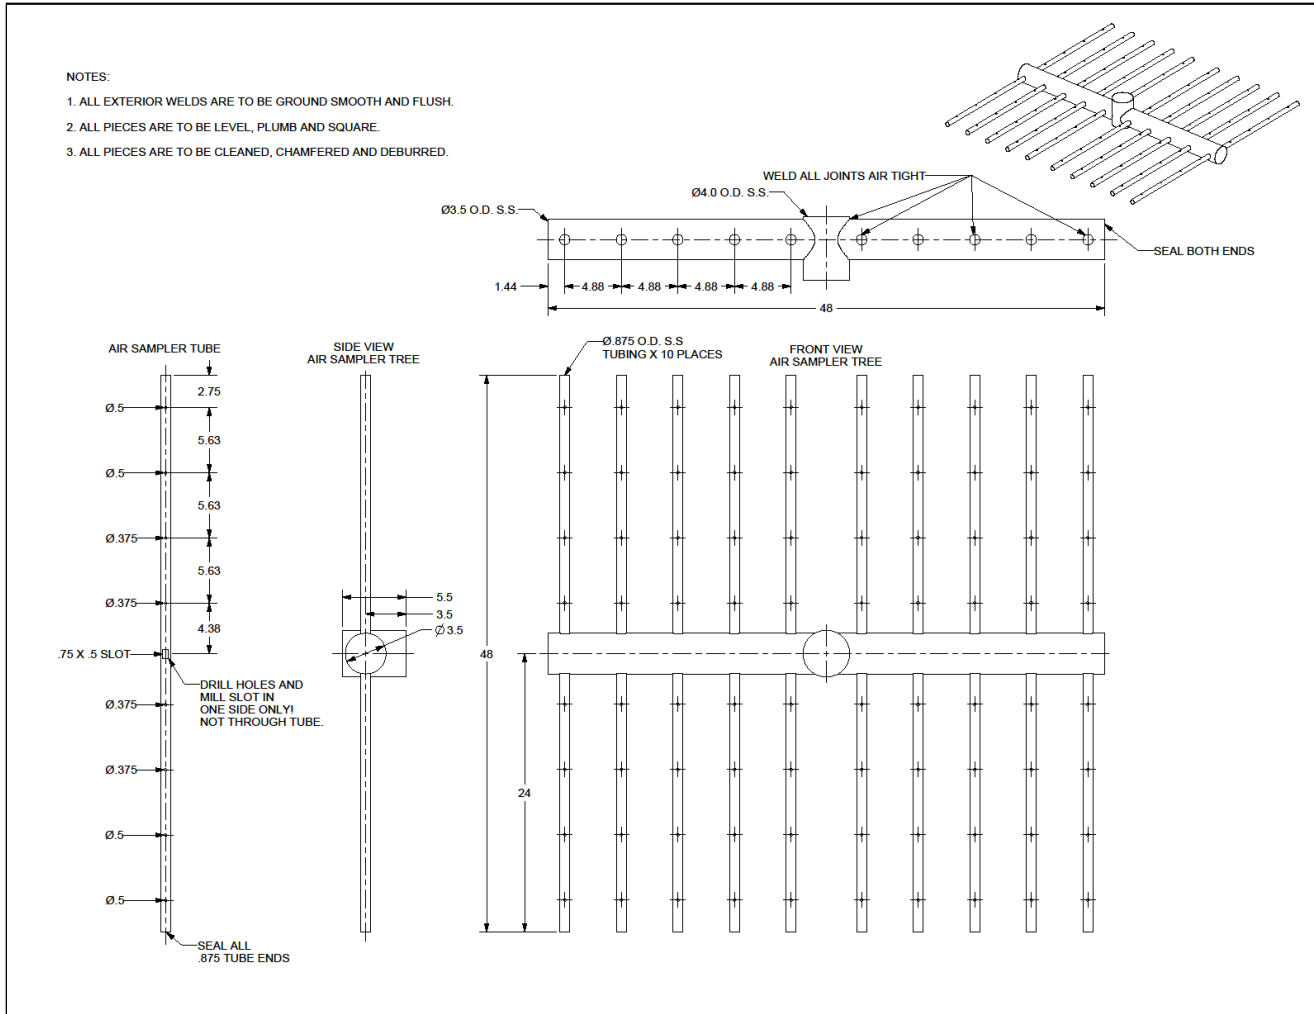 NOTES:
1. ALL EXTERIOR WELDS ARE TO BE GROUND SMOOTH AND FLUSH.
2. ALL PIECES ARE TO BE LEVEL, PLUMB AND SQUARE.
3. ALL PIECES ARE TO BE CLEANED, CHAMFERED AND DEBURRED.
WELD ALL JOINTS AIR TIGHT
Ø4.0 O.D. S.S.
Ø3.5 O.D. S.S.
SEAL BOTH ENDS
1.44
4.88
4.88
4.88
4.88
48
AIR SAMPLER TUBE
2.75
Ø.5
5.63
Ø.5
5.63
Ø.375
5.63
Ø.375
4.38
.75 X .5 SLOT
DRILL HOLES AND
MILL SLOT IN
ONE SIDE ONLY!
NOT THROUGH TUBE.
Ø.375
Ø.375
Ø.5
Ø.5
SEAL ALL
.875 TUBE ENDS
SIDE VIEW
AIR SAMPLER TREE
5.5
3.5
Ø3.5
Ø.875 O.D. S.S
TUBING X 10 PLACES
FRONT VIEW
AIR SAMPLER TREE
48
24